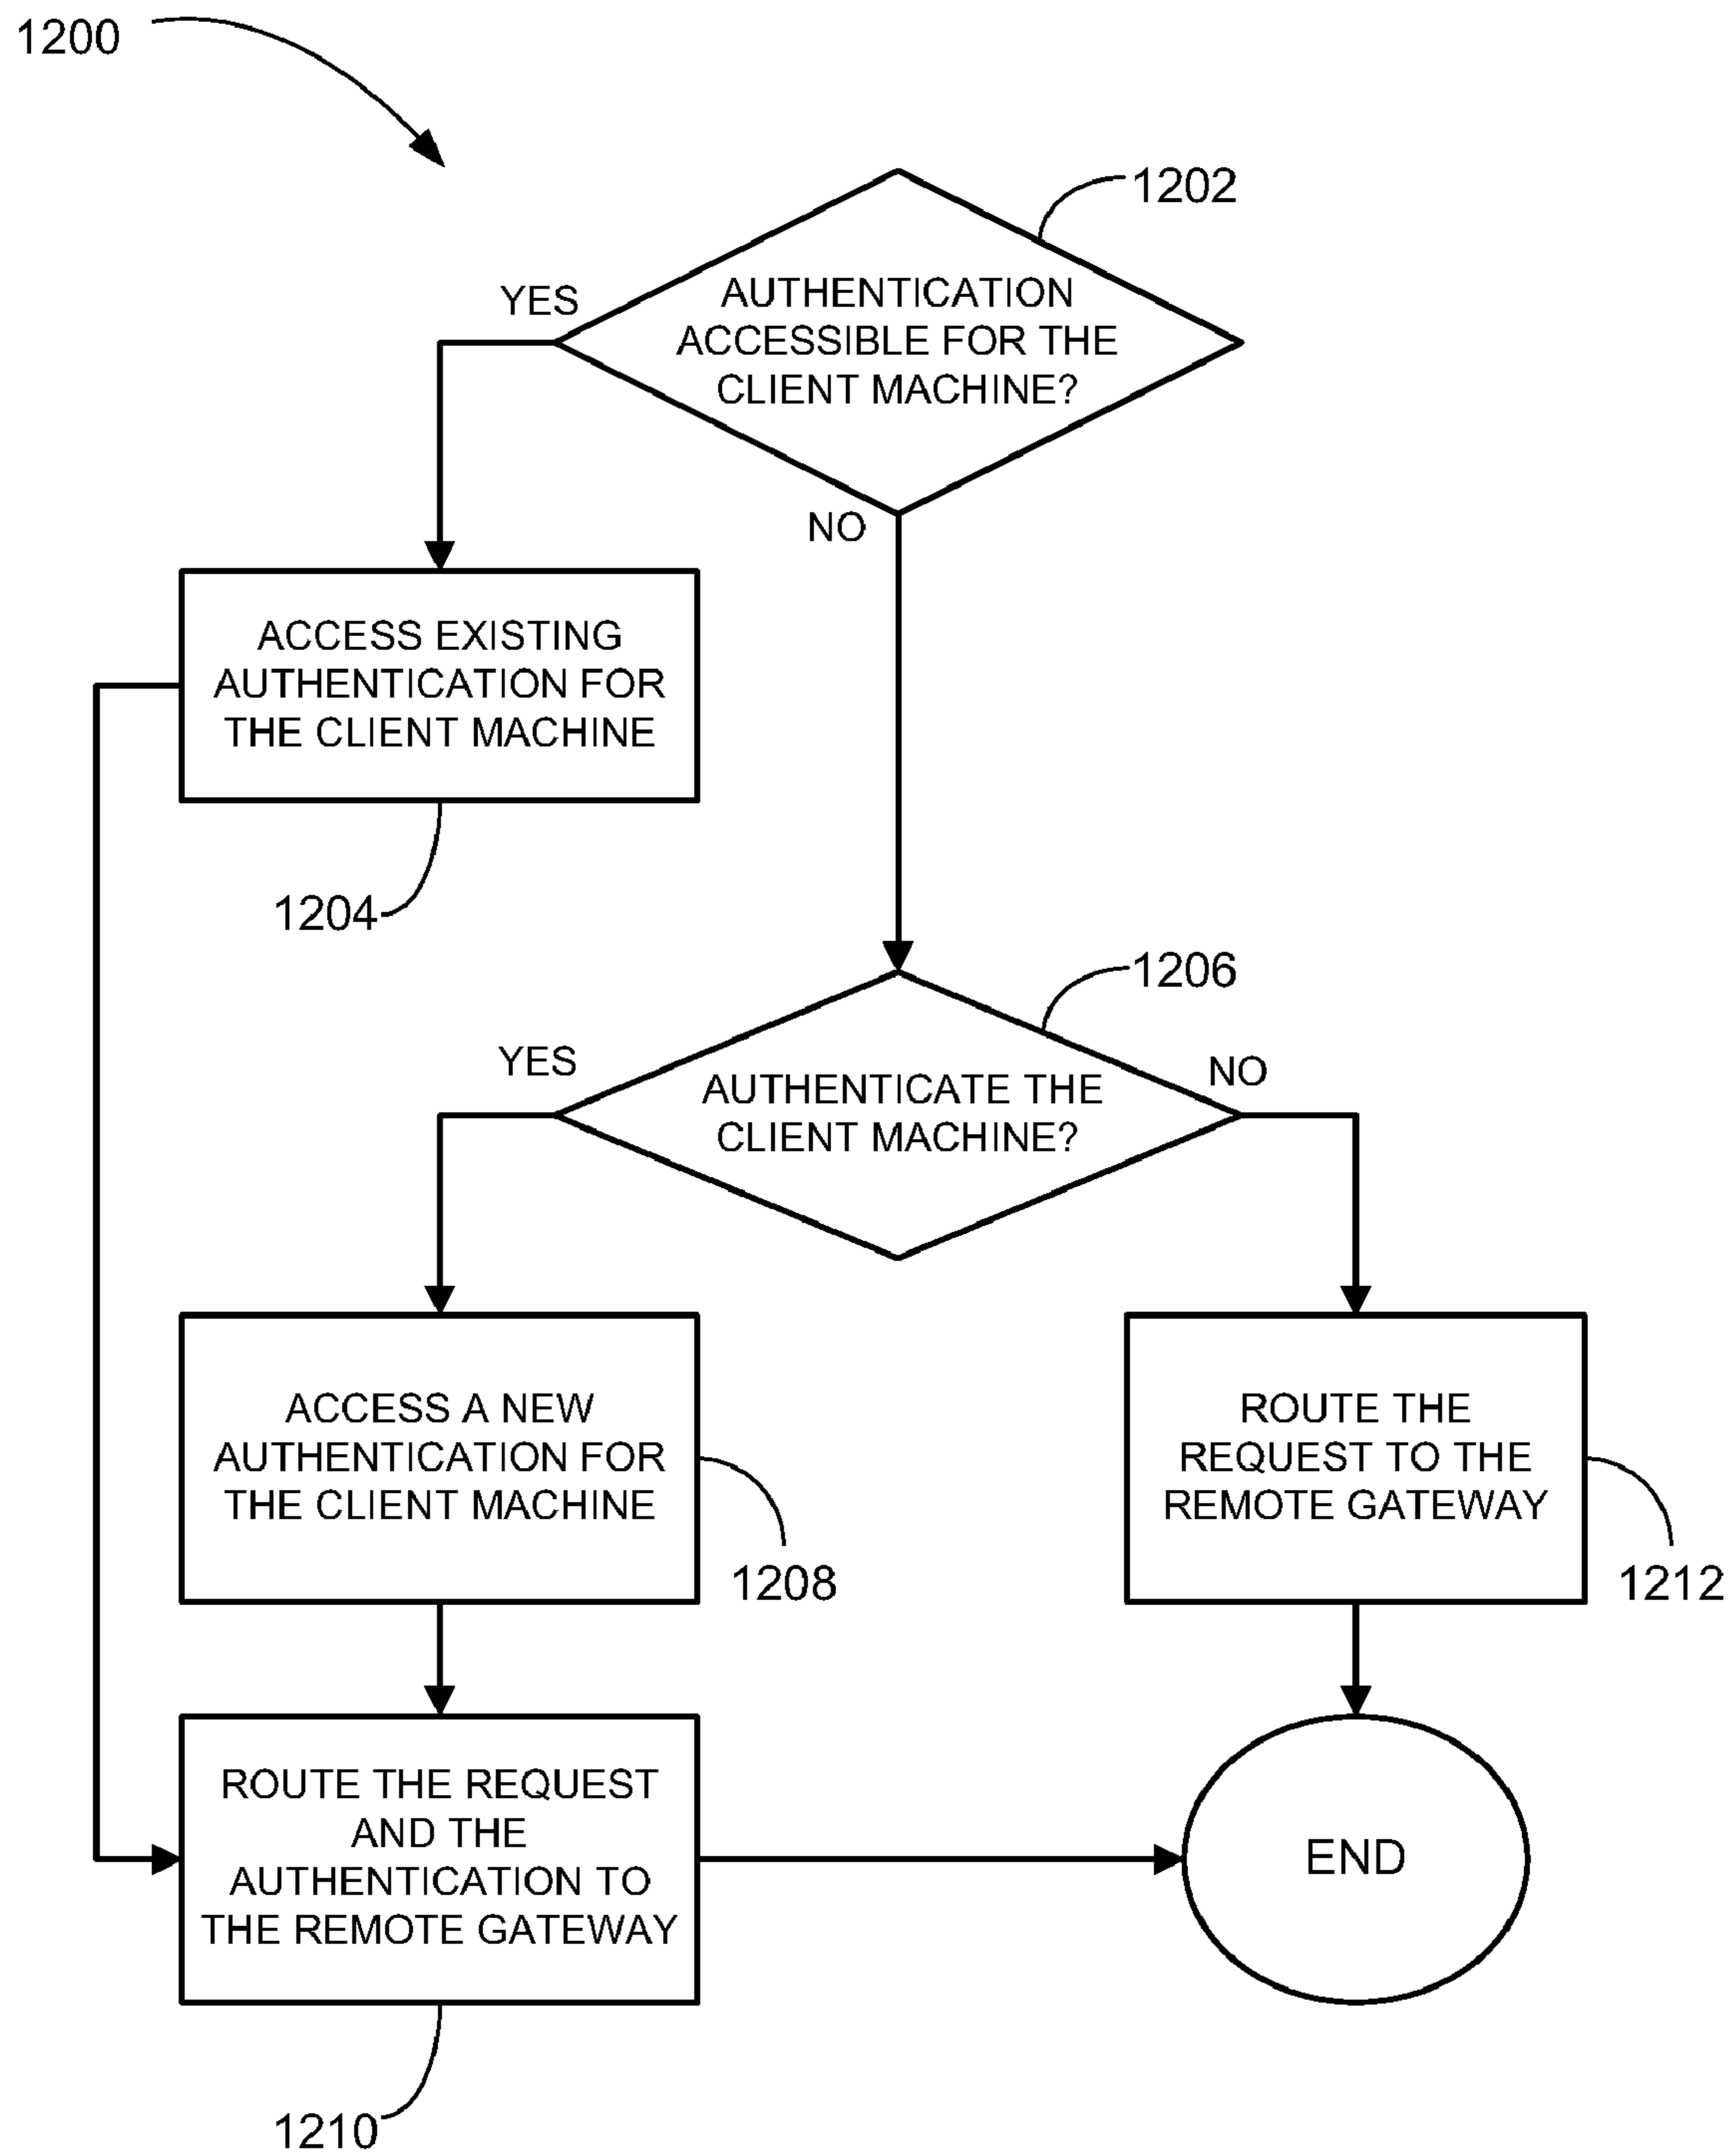 1200
1202
YES
AUTHENTICATION
ACCESSIBLE FOR THE
CLIENT MACHINE?
NO
ACCESS EXISTING
AUTHENTICATION FOR
THE CLIENT MACHINE
1204
1206
YES
NO
AUTHENTICATE THE
CLIENT MACHINE?
ACCESS A NEW
AUTHENTICATION FOR
THE CLIENT MACHINE
1208
ROUTE THE
REQUEST TO THE
REMOTE GATEWAY
1212
ROUTE THE REQUEST
AND THE
AUTHENTICATION TO
THE REMOTE GATEWAY
END
1210